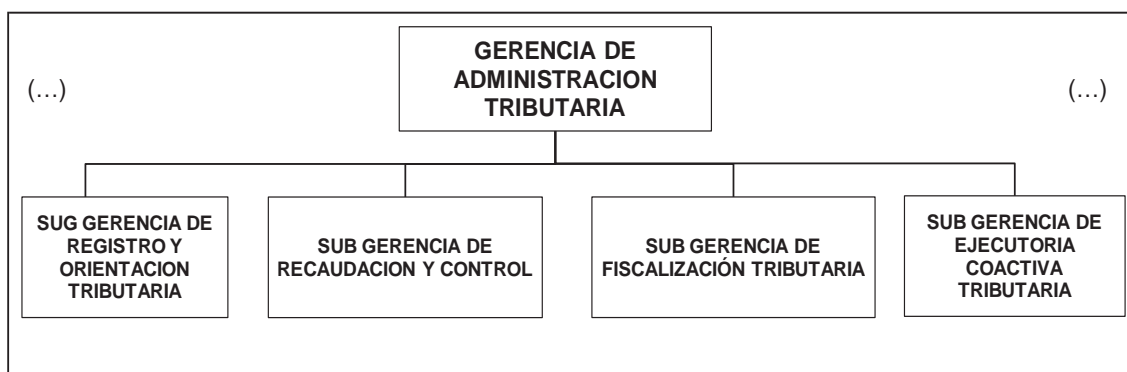 GERENCIA DE
ADMINISTRACION
TRIBUTARIA
(...)
(...)
SUG GERENCIA DE
REGISTRO Y
ORIENTACION
TRIBUTARIA
SUB GERENCIA DE
RECAUDACION Y CONTROL
SUB GERENCIA DE
FISCALIZACIÓN TRIBUTARIA
SUB GERENCIA DE
EJECUTORIA
COACTIVA
TRIBUTARIA